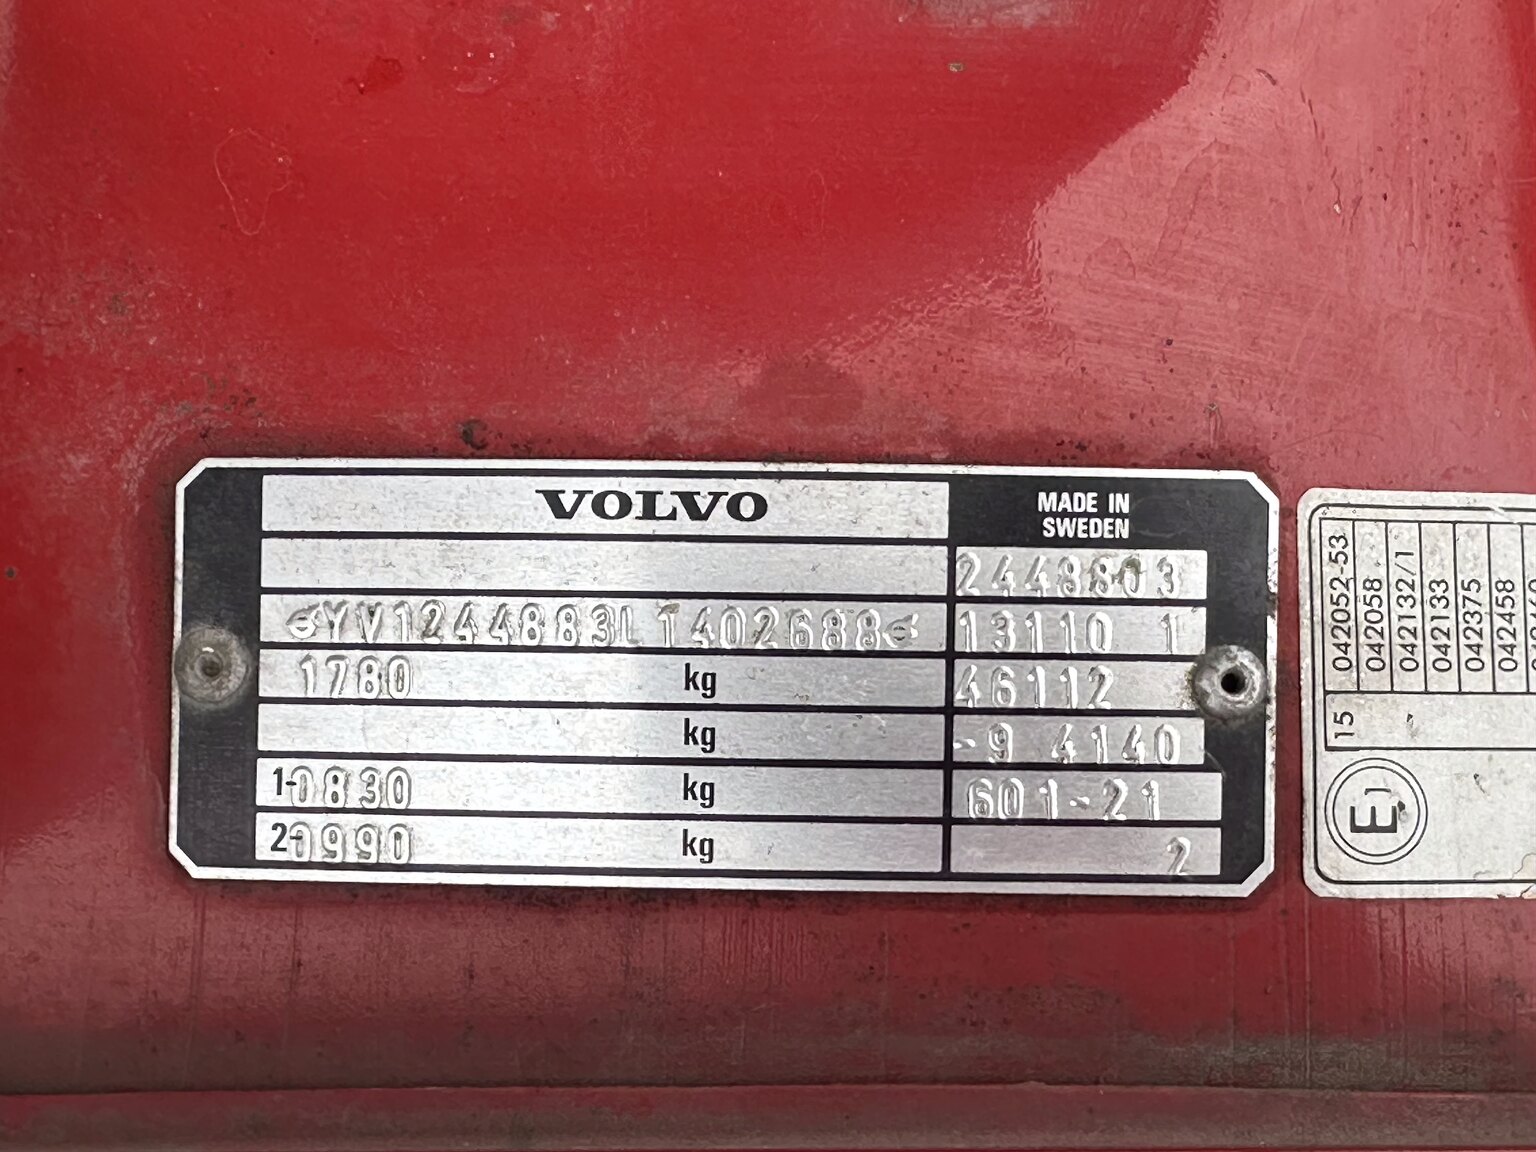 VOLVO
MADE IN
SWEDEN
2448803
YV1244883L1402688
13110 1
1780 kg
46112
kg
-9 4140
1-0830 kg
601-21
2-0990 kg
2
042052-53
042058
042132/1
042133
042375
042458
15
E1